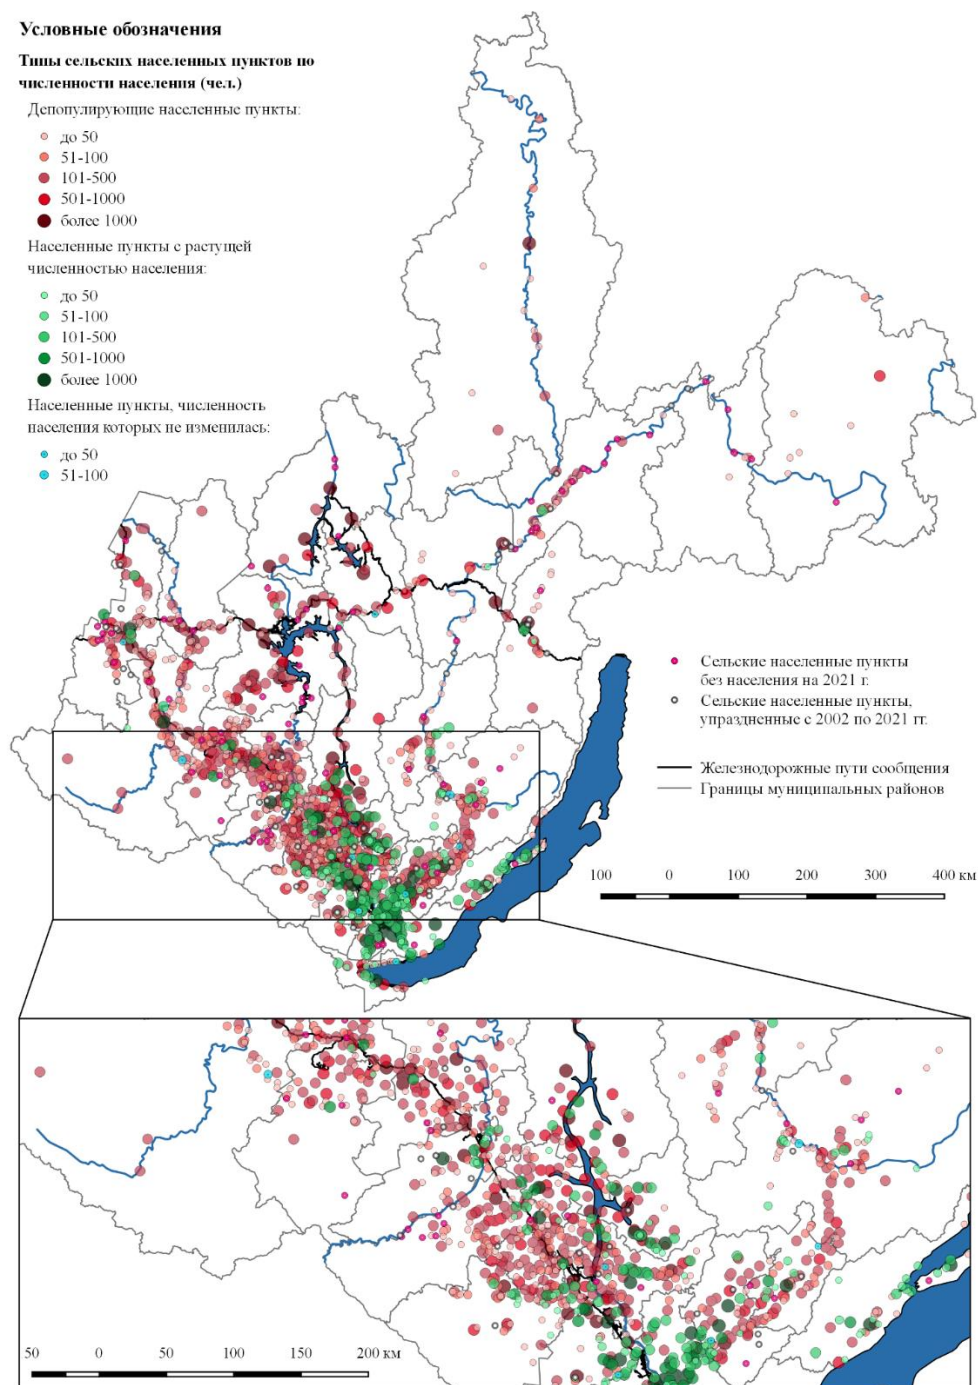 Условные обозначения
Типы сельских населенных пунктов по
численности населения (чел.)
Депопулирующие населенные пункты:
до 50
51-100
101-500
501-1000
более 1000
Населенные пункты с растущей
численностью населения:
до 50
51-100
101-500
501-1000
более 1000
Населенные пункты, численность
населения которых не изменилась:
до 50
51-100
Сельские населенные пункты
без населения на 2021 г.
Сельские населенные пункты,
упраздненные с 2002 по 2021 гг.
Железнодорожные пути сообщения
Границы муниципальных районов
100 0 100 200 300 400 км
50 0 50 100 150 200 км